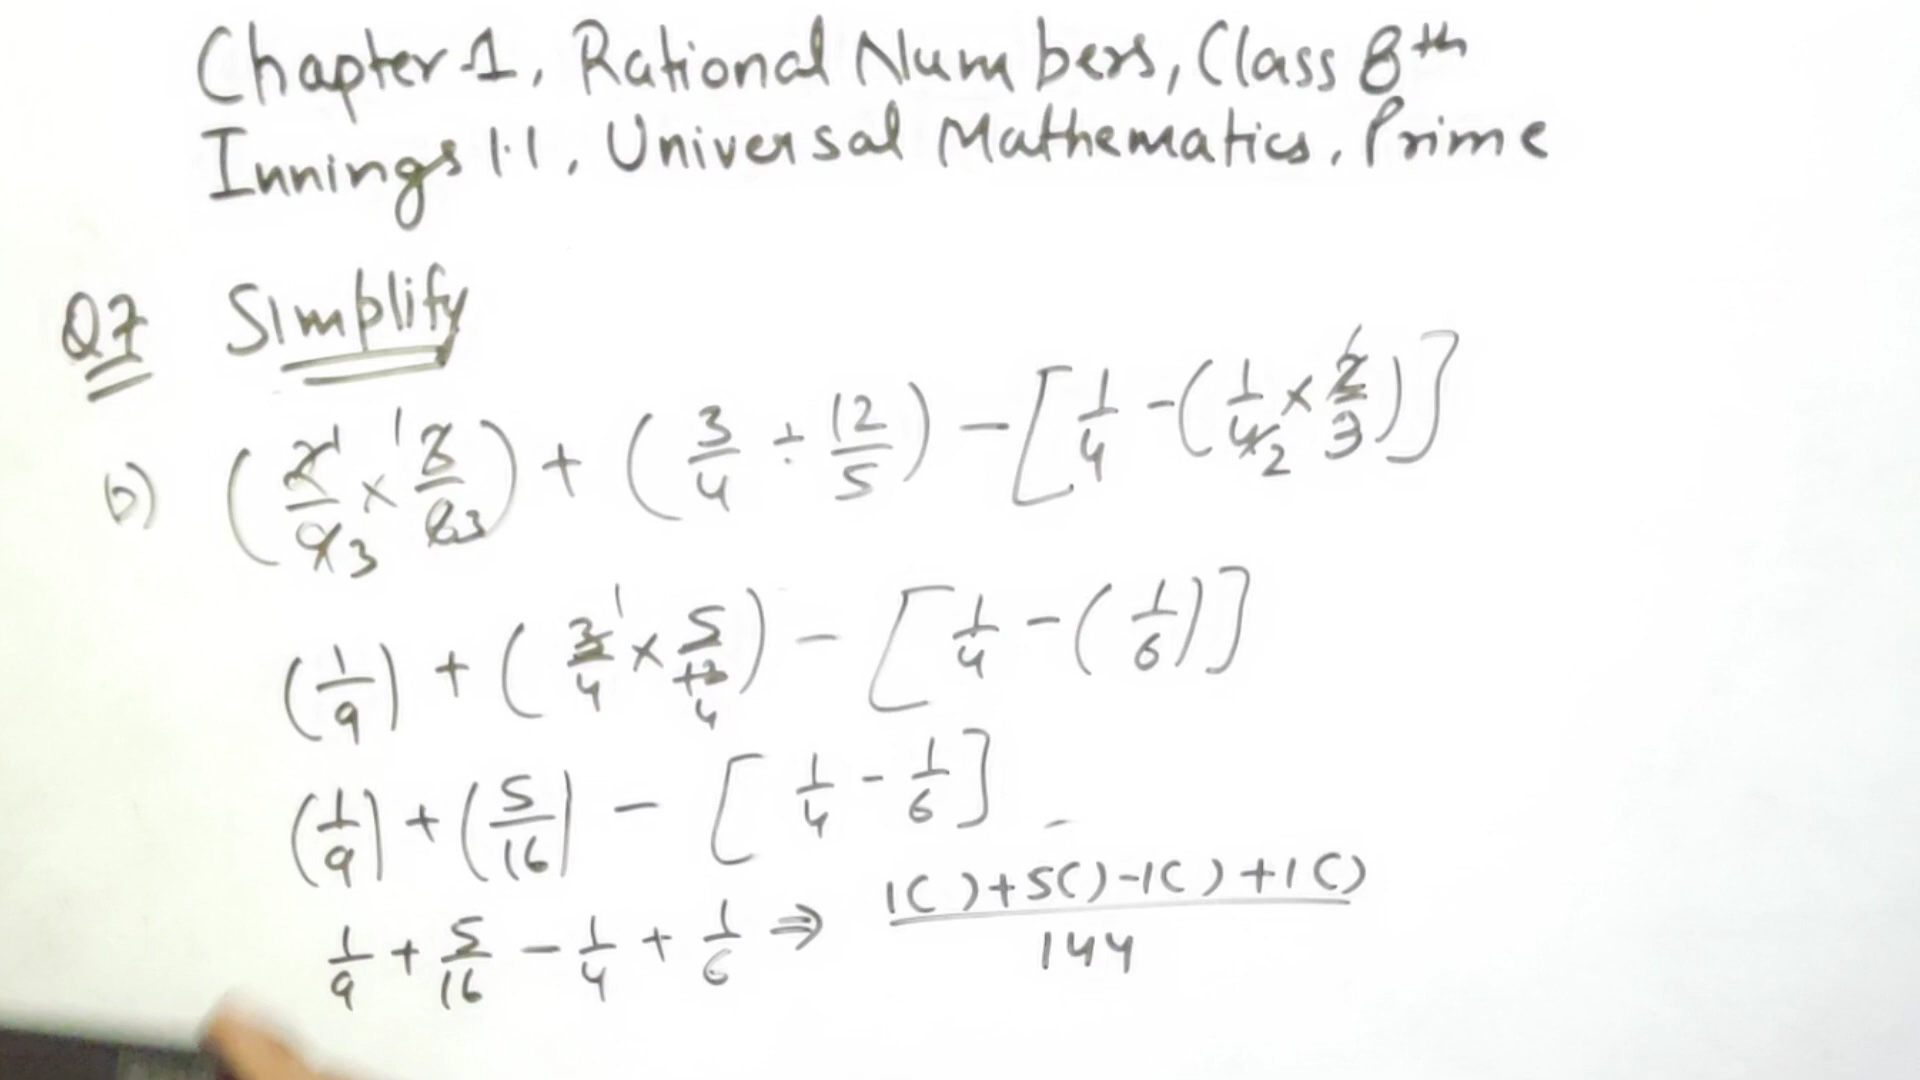 Chapter 1, Rational Numbers, Class 8th
Innings 1.1, Universal Mathematics, Prime
Q7 Simplify
b) (2/9 × 3/6) + (3/4 ÷ 12/5) - [1/4 - (1/4 × 2/3)]
(1/9) + (3/4 × 5/12) - [1/4 - (1/6)]
(1/9) + (5/16) - [1/4 - 1/6]
1/9 + 5/16 - 1/4 + 1/6 ⇒ 1( )+5( )-1( )+1( ) / 144